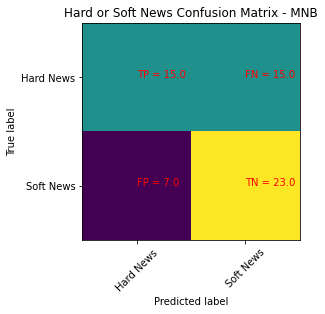 Hard or Soft News Confusion Matrix - MNB
Hard News
TP = 15.0
FN = 15.0
True label
Soft News
FP = 7.0
TN = 23.0
Hard News
Soft News
Predicted label